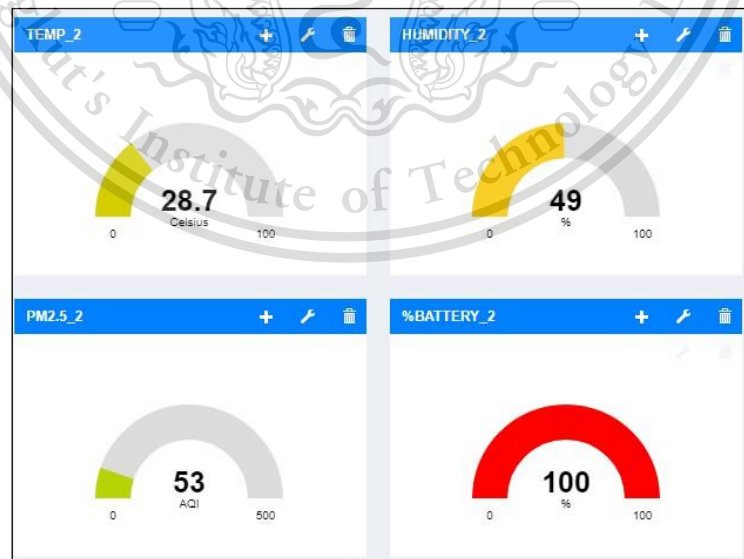 TEMP_2
28.7
Celsius
0
100
HUMIDITY_2
49
%
0
100
PM2.5_2
53
AQI
0
500
%BATTERY_2
100
%
0
100
Institute of Technology